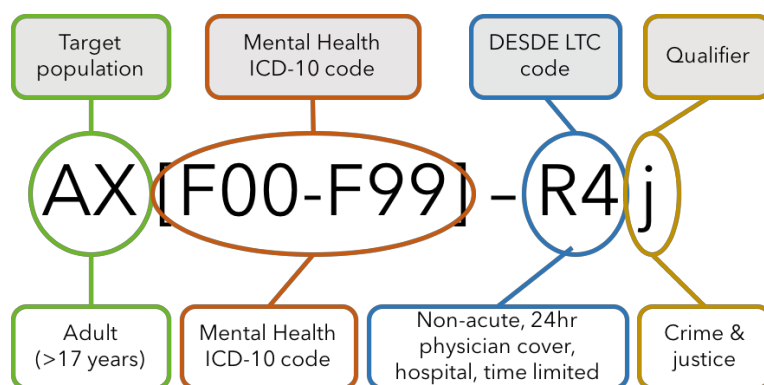 Target
population
Mental Health
ICD-10 code
DESDE LTC
code
Qualifier
AX [F00-F99] – R4 j
Adult
(>17 years)
Mental Health
ICD-10 code
Non-acute, 24hr
physician cover,
hospital, time limited
Crime &
justice